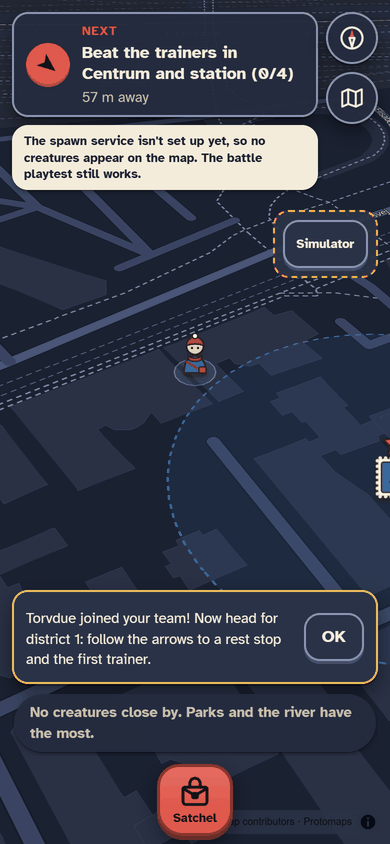 NEXT
Beat the trainers in
Centrum and station (0/4)
57 m away
The spawn service isn't set up yet, so no
creatures appear on the map. The battle
playtest still works.
Simulator
Torvdue joined your team! Now head for
district 1: follow the arrows to a rest stop
and the first trainer.
OK
No creatures close by. Parks and the river have
the most.
Satchel
contributors · Protomaps